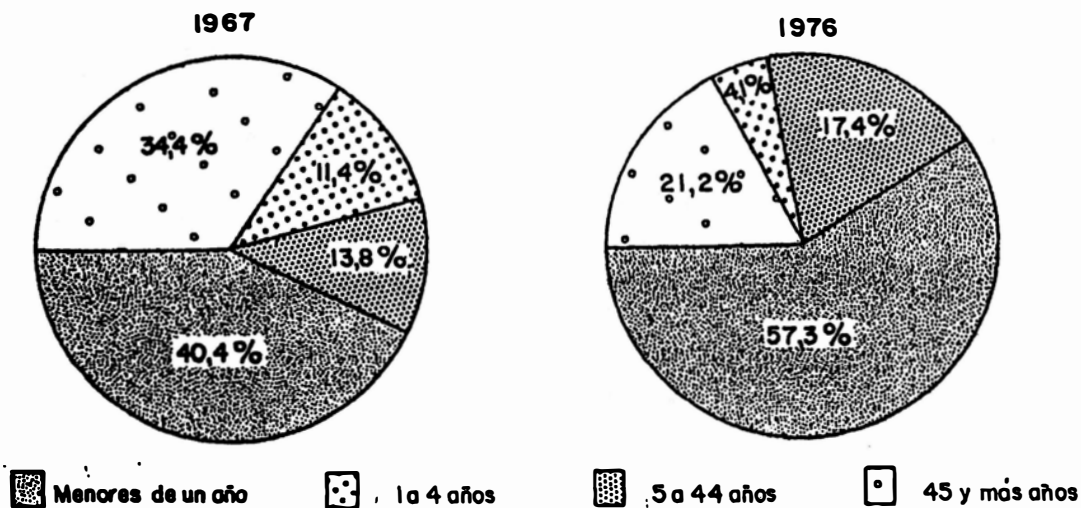 1967
34,4%
11,4%
13,8%
40,4%
1976
4,1%
17,4%
21,2%
57,3%
Menores de un año
1 a 4 años
5 a 44 años
45 y más años